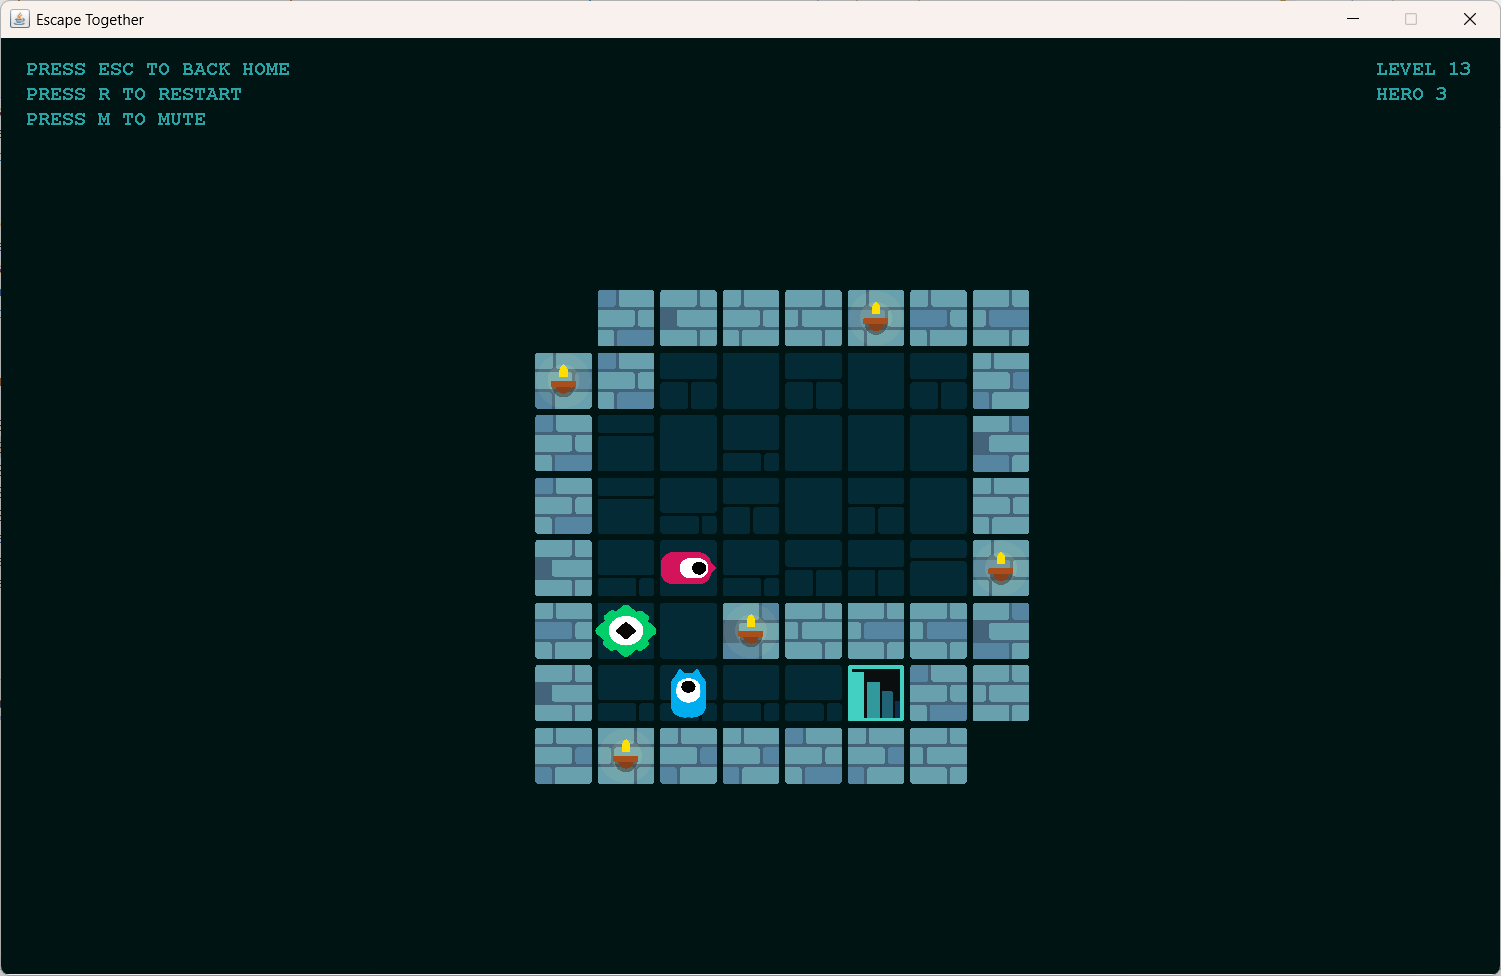 Escape Together
PRESS ESC TO BACK HOME
PRESS R TO RESTART
PRESS M TO MUTE
LEVEL 13
HERO 3